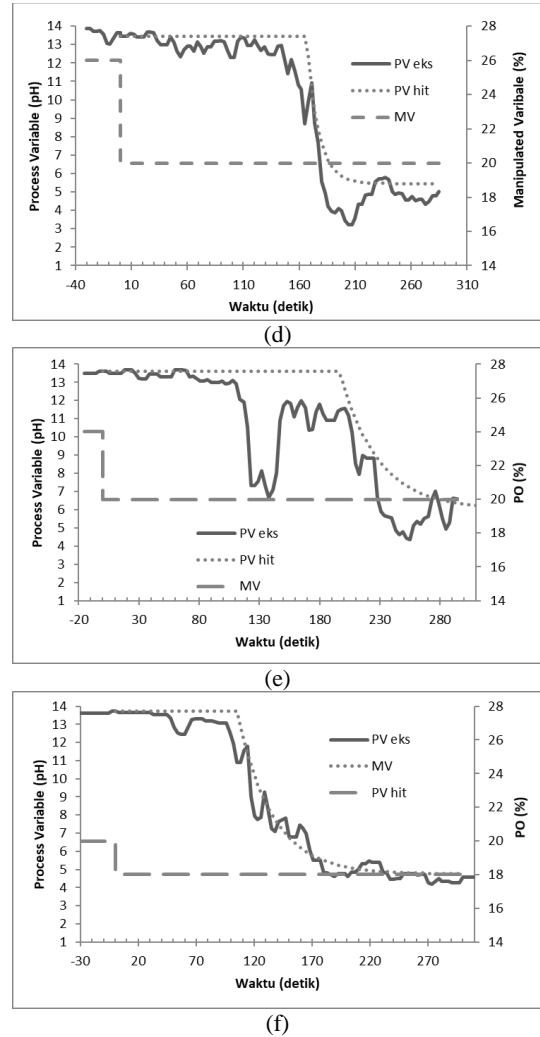 14
13
12
11
10
9
8
7
6
5
4
3
2
1
Process Variable (pH)
28
26
24
22
20
18
16
14
Manipulated Varibale (%)
PV eks
PV hit
MV
-40 10 60 110 160 210 260 310
Waktu (detik)
(d)
14
13
12
11
10
9
8
7
6
5
4
3
2
1
Process Variable (pH)
28
26
24
22
20
18
16
14
PO (%)
PV eks
PV hit
MV
-20 30 80 130 180 230 280
Waktu (detik)
(e)
14
13
12
11
10
9
8
7
6
5
4
3
2
1
Process Variable (pH)
28
26
24
22
20
18
16
14
PO (%)
PV eks
MV
PV hit
-30 20 70 120 170 220 270
Waktu (detik)
(f)